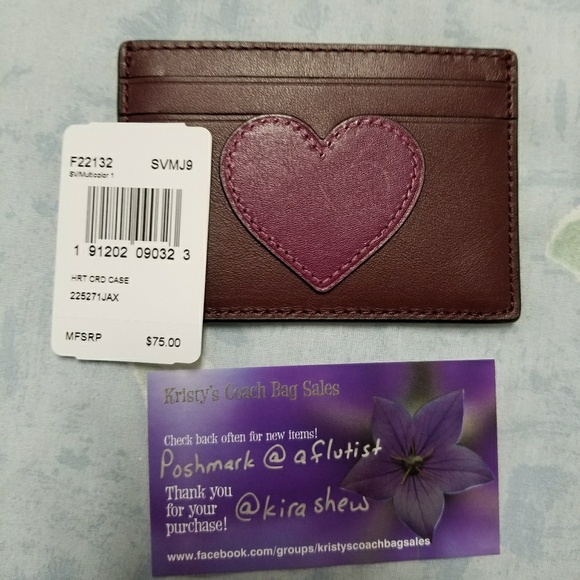 F22132 SVMJ9
SV/Multicolor 1
1 91202 09032 3
HRT CRD CASE
225271JAX
MFSRP $75.00
Kristy's Coach Bag Sales
Check back often for new items!
Poshmark @aflutist
Thank you
for your @kirashew
purchase!
www.facebook.com/groups/kristyscoachbagsales